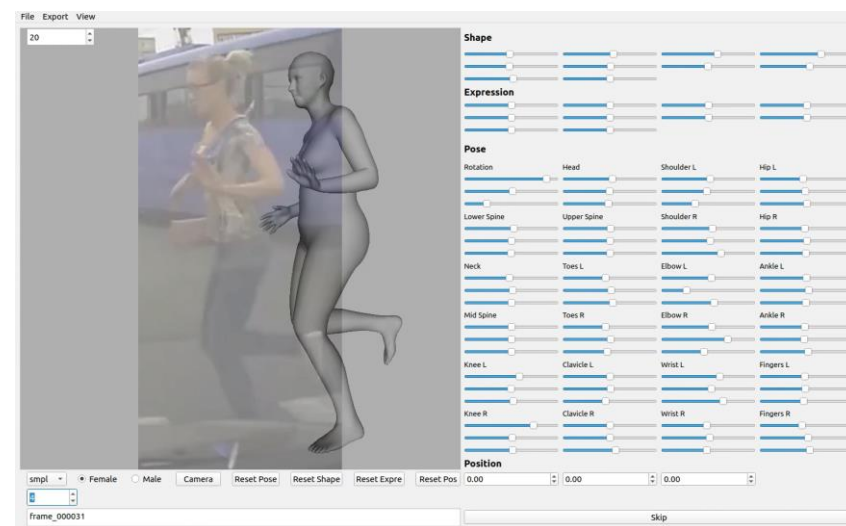 File Export View
20
Shape
Expression
Pose
Rotation Head Shoulder L Hip L
Lower Spine Upper Spine Shoulder R Hip R
Neck Toes L Elbow L Ankle L
Mid Spine Toes R Elbow R Ankle R
Knee L Clavicle L Wrist L Fingers L
Knee R Clavicle R Wrist R Fingers R
Position
smpl Female Male Camera Reset Pose Reset Shape Reset Expre Reset Pos 0.00 0.00 0.00
frame_000031 Skip